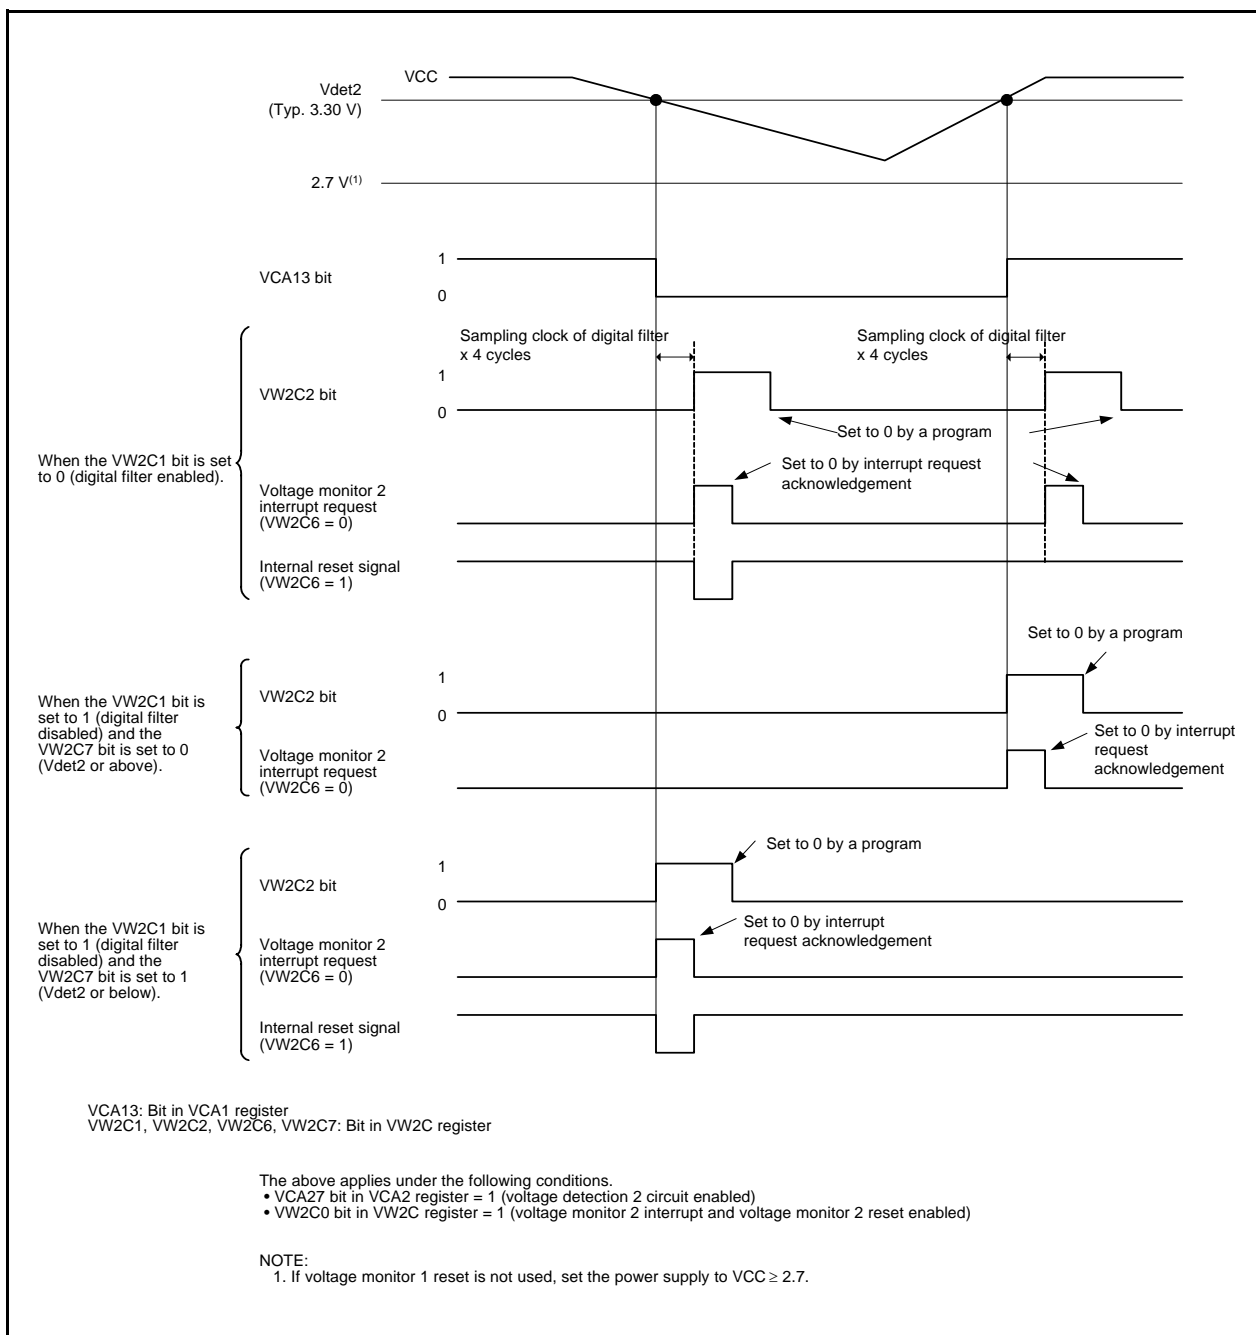 VCC
Vdet2
(Typ. 3.30 V)
2.7 V(1)
VCA13 bit
1
0
Sampling clock of digital filter
x 4 cycles
Sampling clock of digital filter
x 4 cycles
VW2C2 bit
1
0
Set to 0 by a program
When the VW2C1 bit is set
to 0 (digital filter enabled).
Set to 0 by interrupt request
acknowledgement
Voltage monitor 2
interrupt request
(VW2C6 = 0)
Internal reset signal
(VW2C6 = 1)
Set to 0 by a program
When the VW2C1 bit is
set to 1 (digital filter
disabled) and the
VW2C7 bit is set to 0
(Vdet2 or above).
VW2C2 bit
1
0
Set to 0 by interrupt
request
acknowledgement
Voltage monitor 2
interrupt request
(VW2C6 = 0)
Set to 0 by a program
VW2C2 bit
1
0
When the VW2C1 bit is
set to 1 (digital filter
disabled) and the
VW2C7 bit is set to 1
(Vdet2 or below).
Set to 0 by interrupt
request acknowledgement
Voltage monitor 2
interrupt request
(VW2C6 = 0)
Internal reset signal
(VW2C6 = 1)
VCA13: Bit in VCA1 register
VW2C1, VW2C2, VW2C6, VW2C7: Bit in VW2C register
The above applies under the following conditions.
• VCA27 bit in VCA2 register = 1 (voltage detection 2 circuit enabled)
• VW2C0 bit in VW2C register = 1 (voltage monitor 2 interrupt and voltage monitor 2 reset enabled)
NOTE:
1. If voltage monitor 1 reset is not used, set the power supply to VCC ≥ 2.7.